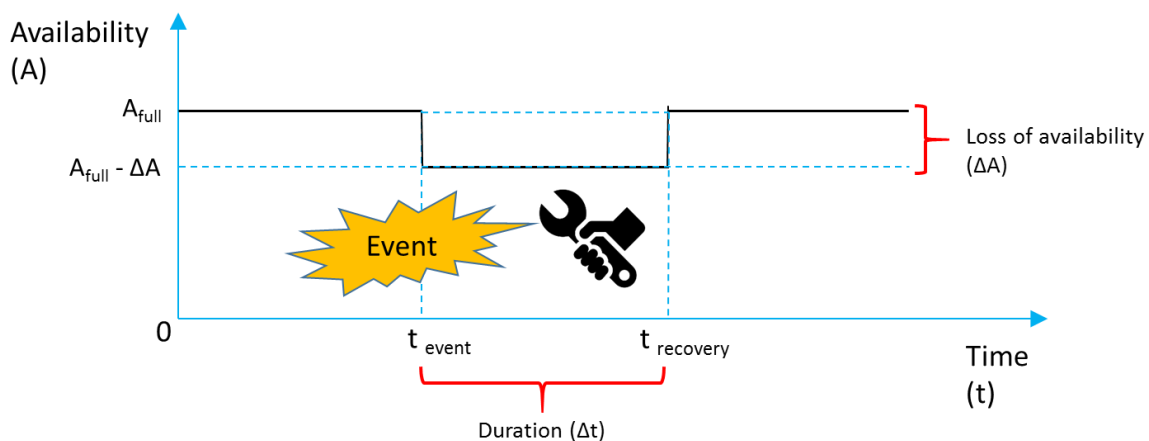 Availability
(A)
A_full
A_full - ΔA
Loss of availability
(ΔA)
Event
0
t event
t recovery
Time
(t)
Duration (Δt)